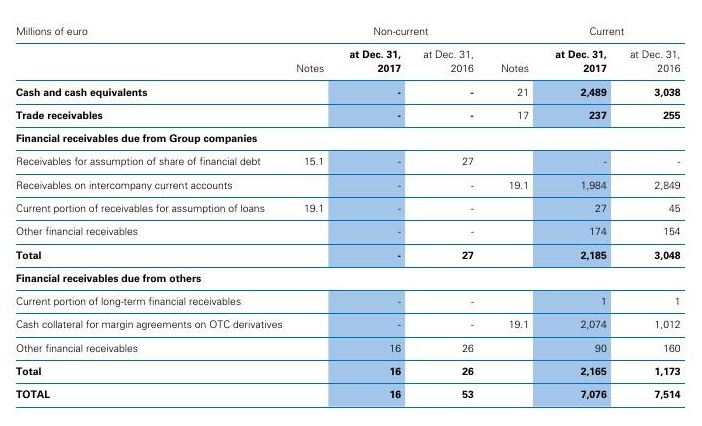 Millions of euro Non-current Current
at Dec. 31, at Dec. 31, at Dec. 31, at Dec. 31,
Notes 2017 2016 Notes 2017 2016
Cash and cash equivalents - - 21 2,489 3,038
Trade receivables - - 17 237 255
Financial receivables due from Group companies
Receivables for assumption of share of financial debt 15.1 - 27 - -
Receivables on intercompany current accounts - - 19.1 1,984 2,849
Current portion of receivables for assumption of loans 19.1 - - 27 45
Other financial receivables - - 174 154
Total - 27 2,185 3,048
Financial receivables due from others
Current portion of long-term financial receivables - - 1 1
Cash collateral for margin agreements on OTC derivatives - - 19.1 2,074 1,012
Other financial receivables 16 26 90 160
Total 16 26 2,165 1,173
TOTAL 16 53 7,076 7,514